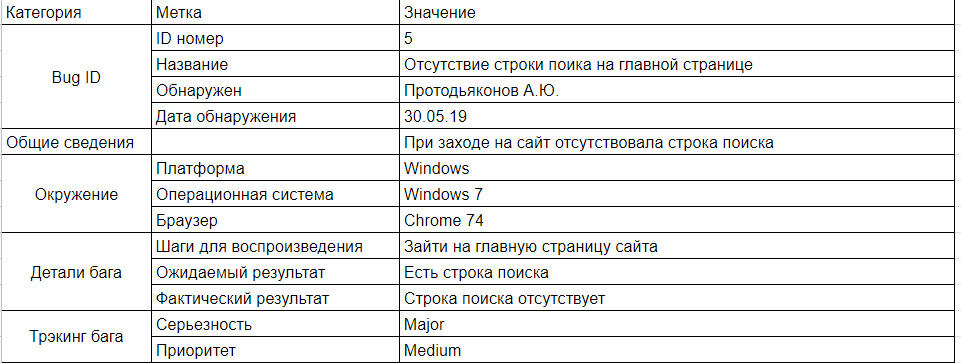 Категория Метка Значение
ID номер 5
Название Отсутствие строки поика на главной странице
Bug ID
Обнаружен Протодьяконов А.Ю.
Дата обнаружения 30.05.19
Общие сведения При заходе на сайт отсутствовала строка поиска
Платформа Windows
Окружение Операционная система Windows 7
Браузер Chrome 74
Шаги для воспроизведения Зайти на главную страницу сайта
Детали бага Ожидаемый результат Есть строка поиска
Фактический результат Строка поиска отсутствует
Серьезность Major
Трэкинг бага
Приоритет Medium